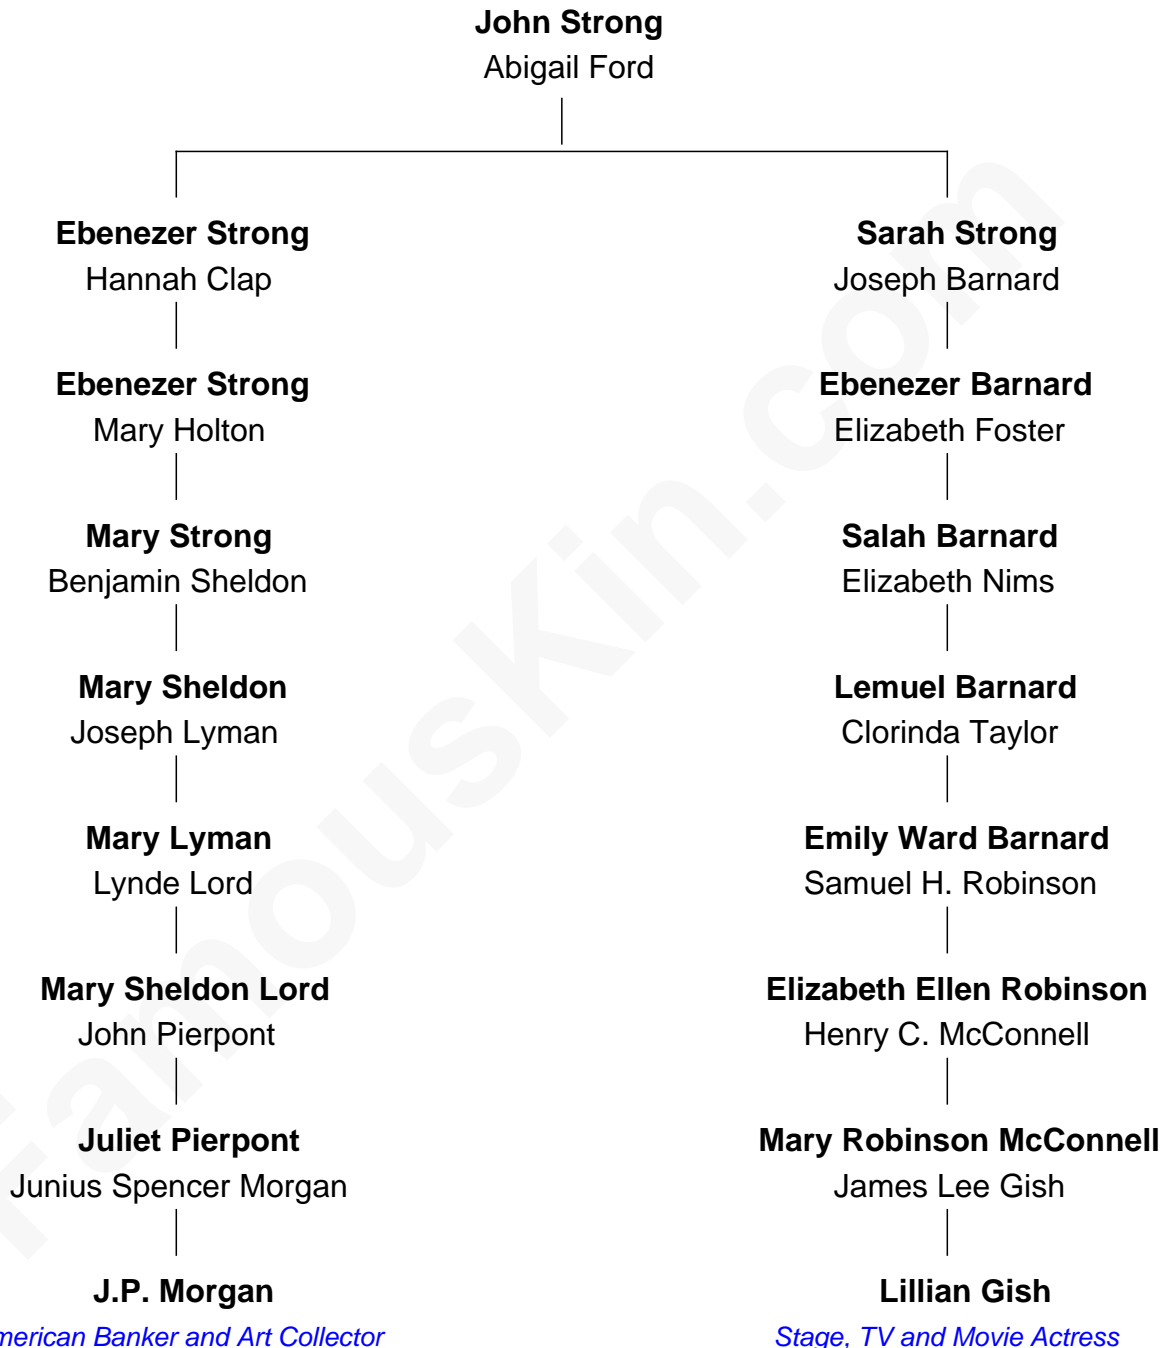 John Strong
Abigail Ford
Ebenezer Strong
Hannah Clap
Sarah Strong
Joseph Barnard
Ebenezer Strong
Mary Holton
Ebenezer Barnard
Elizabeth Foster
Mary Strong
Benjamin Sheldon
Salah Barnard
Elizabeth Nims
Mary Sheldon
Joseph Lyman
Lemuel Barnard
Clorinda Taylor
Mary Lyman
Lynde Lord
Emily Ward Barnard
Samuel H. Robinson
Mary Sheldon Lord
John Pierpont
Elizabeth Ellen Robinson
Henry C. McConnell
Juliet Pierpont
Junius Spencer Morgan
Mary Robinson McConnell
James Lee Gish
J.P. Morgan
merican Banker and Art Collector
Lillian Gish
Stage, TV and Movie Actress
FamousKin.com